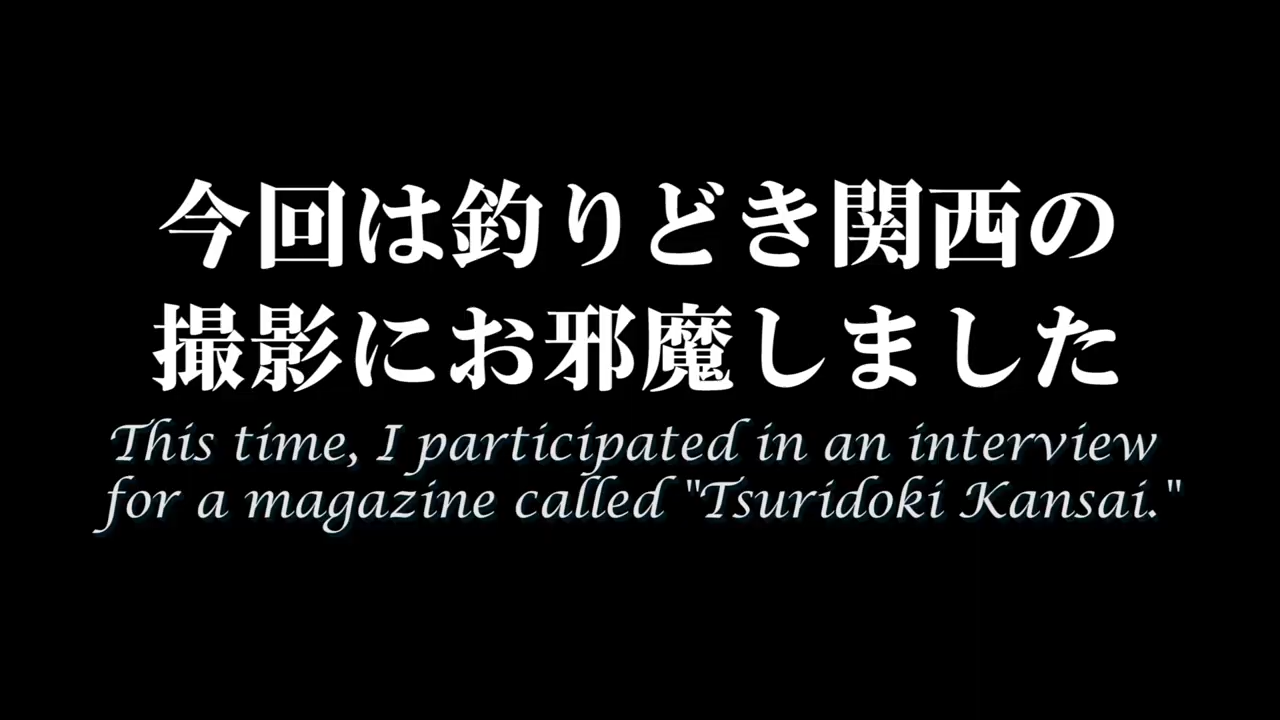 今回は釣りどき関西の
撮影にお邪魔しました
This time, I participated in an interview
for a magazine called "Tsuridoki Kansai."